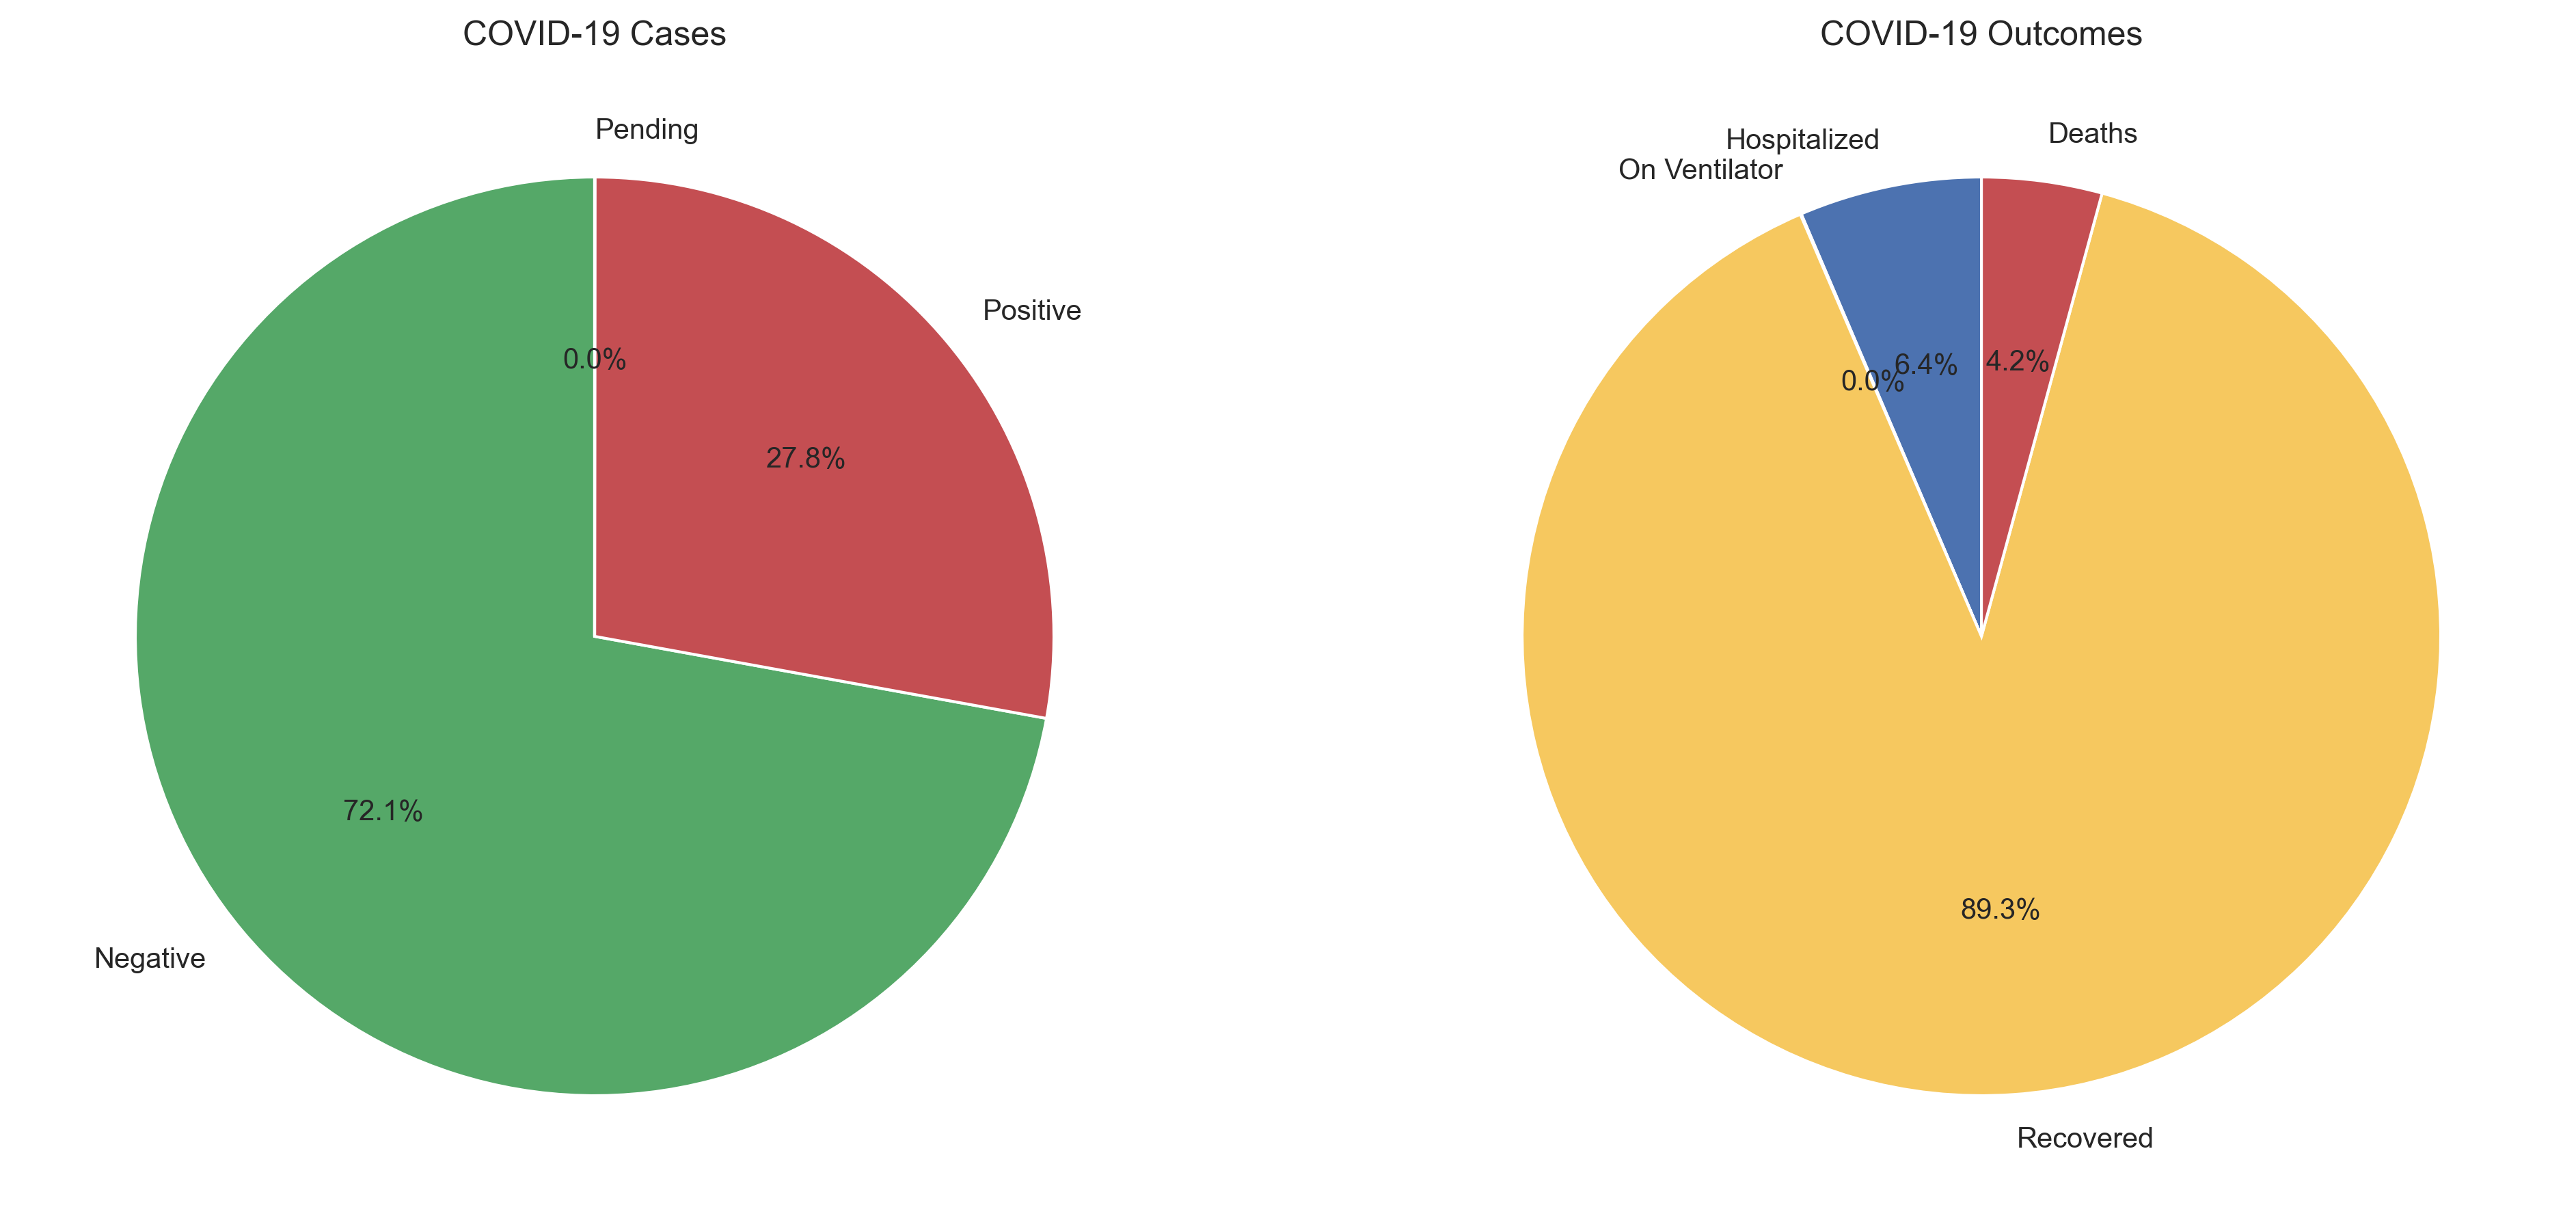 COVID-19 Cases
Pending
Positive
0.0%
27.8%
72.1%
Negative
COVID-19 Outcomes
Deaths
Hospitalized
On Ventilator
4.2%
6.4%
0.0%
89.3%
Recovered